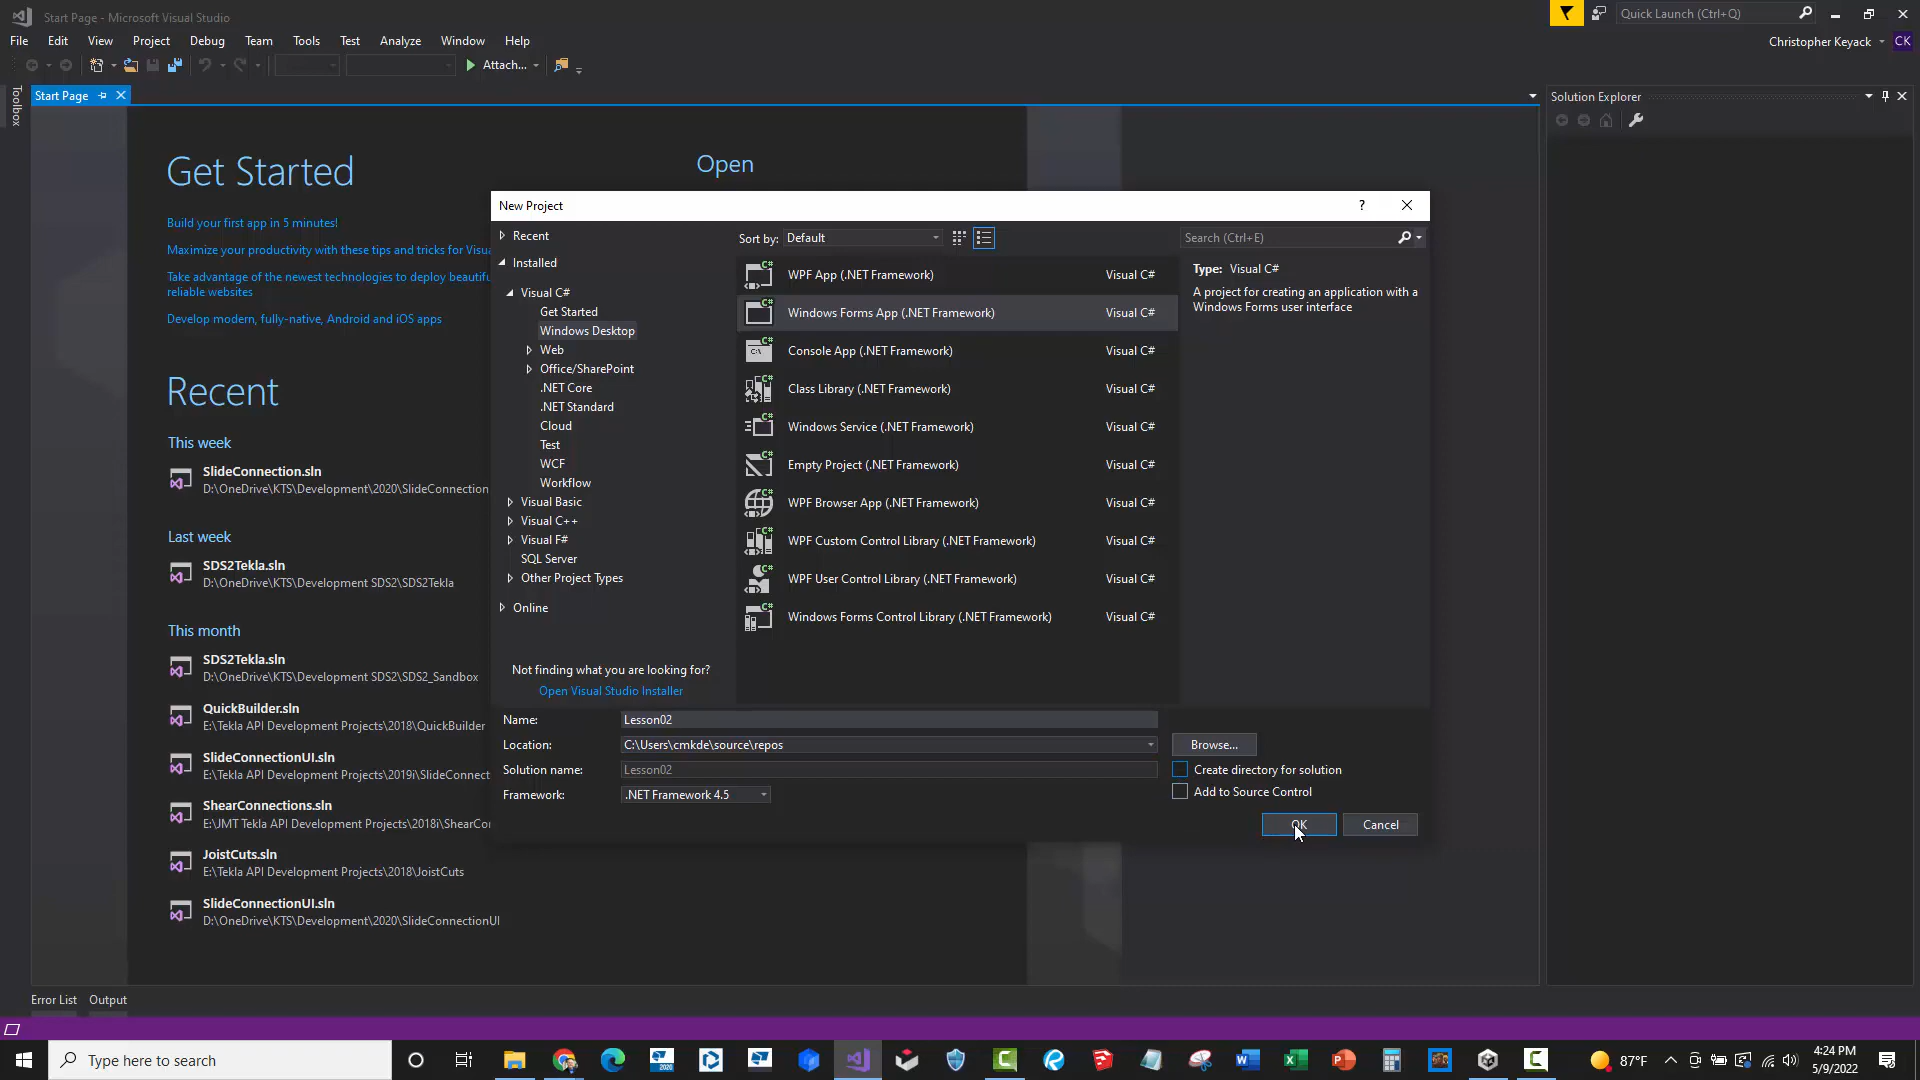 Start Page - Microsoft Visual Studio
Quick Launch (Ctrl+Q)
File Edit View Project Debug Team Tools Test Analyze Window Help
Christopher Keyack CK
Attach...
Toolbox
Start Page
Solution Explorer
Get Started
Open
Build your first app in 5 minutes!
Maximize your productivity with these tips and tricks for Visua
Take advantage of the newest technologies to deploy beautifu
reliable websites
Develop modern, fully-native, Android and iOS apps
Recent
This week
SlideConnection.sln
D:\OneDrive\KTS\Development\2020\SlideConnection
Last week
SDS2Tekla.sln
D:\OneDrive\KTS\Development SDS2\SDS2Tekla
This month
SDS2Tekla.sln
D:\OneDrive\KTS\Development SDS2\SDS2_Sandbox
QuickBuilder.sln
E:\Tekla API Development Projects\2018\QuickBuilder
SlideConnectionUI.sln
E:\Tekla API Development Projects\2019i\SlideConnect
ShearConnections.sln
E:\JMT Tekla API Development Projects\2018i\ShearCon
JoistCuts.sln
E:\Tekla API Development Projects\2018\JoistCuts
SlideConnectionUI.sln
D:\OneDrive\KTS\Development\2020\SlideConnectionUI
New Project
?
Recent
Installed
Visual C#
Get Started
Windows Desktop
Web
Office/SharePoint
.NET Core
.NET Standard
Cloud
Test
WCF
Workflow
Visual Basic
Visual C++
Visual F#
SQL Server
Other Project Types
Online
Not finding what you are looking for?
Open Visual Studio Installer
Sort by: Default
Search (Ctrl+E)
WPF App (.NET Framework) Visual C#
Windows Forms App (.NET Framework) Visual C#
Console App (.NET Framework) Visual C#
Class Library (.NET Framework) Visual C#
Windows Service (.NET Framework) Visual C#
Empty Project (.NET Framework) Visual C#
WPF Browser App (.NET Framework) Visual C#
WPF Custom Control Library (.NET Framework) Visual C#
WPF User Control Library (.NET Framework) Visual C#
Windows Forms Control Library (.NET Framework) Visual C#
Type: Visual C#
A project for creating an application with a
Windows Forms user interface
Name: Lesson02
Location: C:\Users\cmkde\source\repos
Browse...
Solution name: Lesson02
Create directory for solution
Framework: .NET Framework 4.5
Add to Source Control
OK Cancel
Error List Output
Type here to search
87°F
4:24 PM
5/9/2022